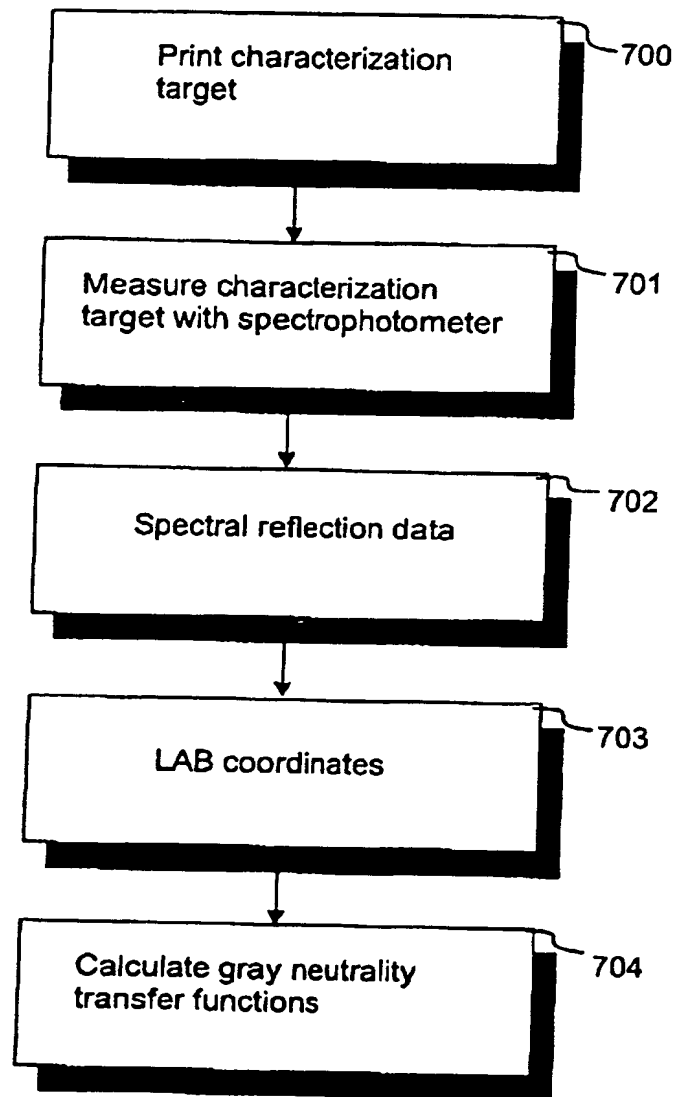 Print characterization
target
700
Measure characterization
target with spectrophotometer
701
Spectral reflection data
702
LAB coordinates
703
Calculate gray neutrality
transfer functions
704